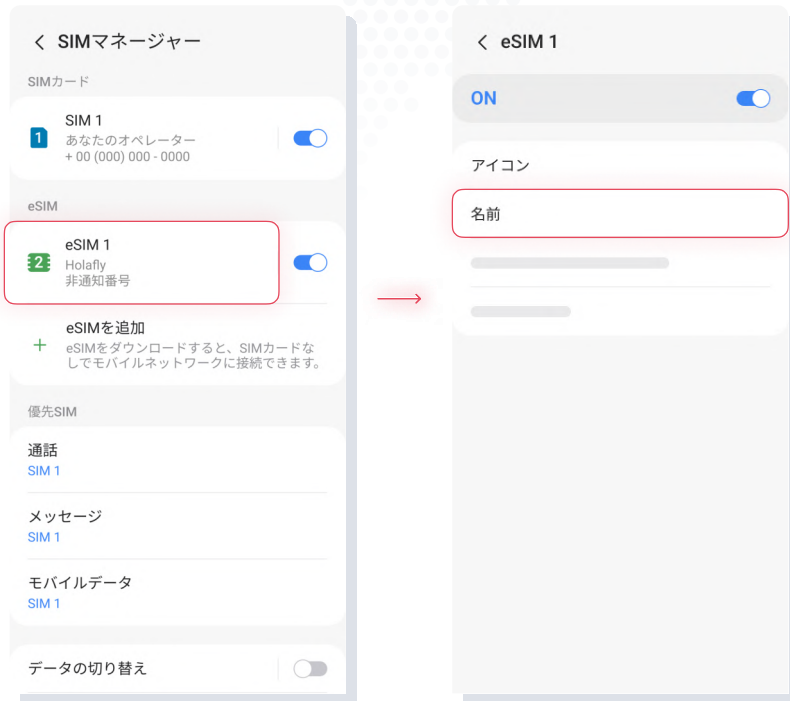 SIMマネージャー
SIMカード
1
SIM 1
あなたのオペレーター
+ 00 (000) 000 - 0000
eSIM
2
eSIM 1
Holafly
非通知番号
eSIMを追加
eSIMをダウンロードすると、SIMカードな
しでモバイルネットワークに接続できます。
優先SIM
通話
SIM 1
メッセージ
SIM 1
モバイルデータ
SIM 1
データの切り替え
eSIM 1
ON
アイコン
名前